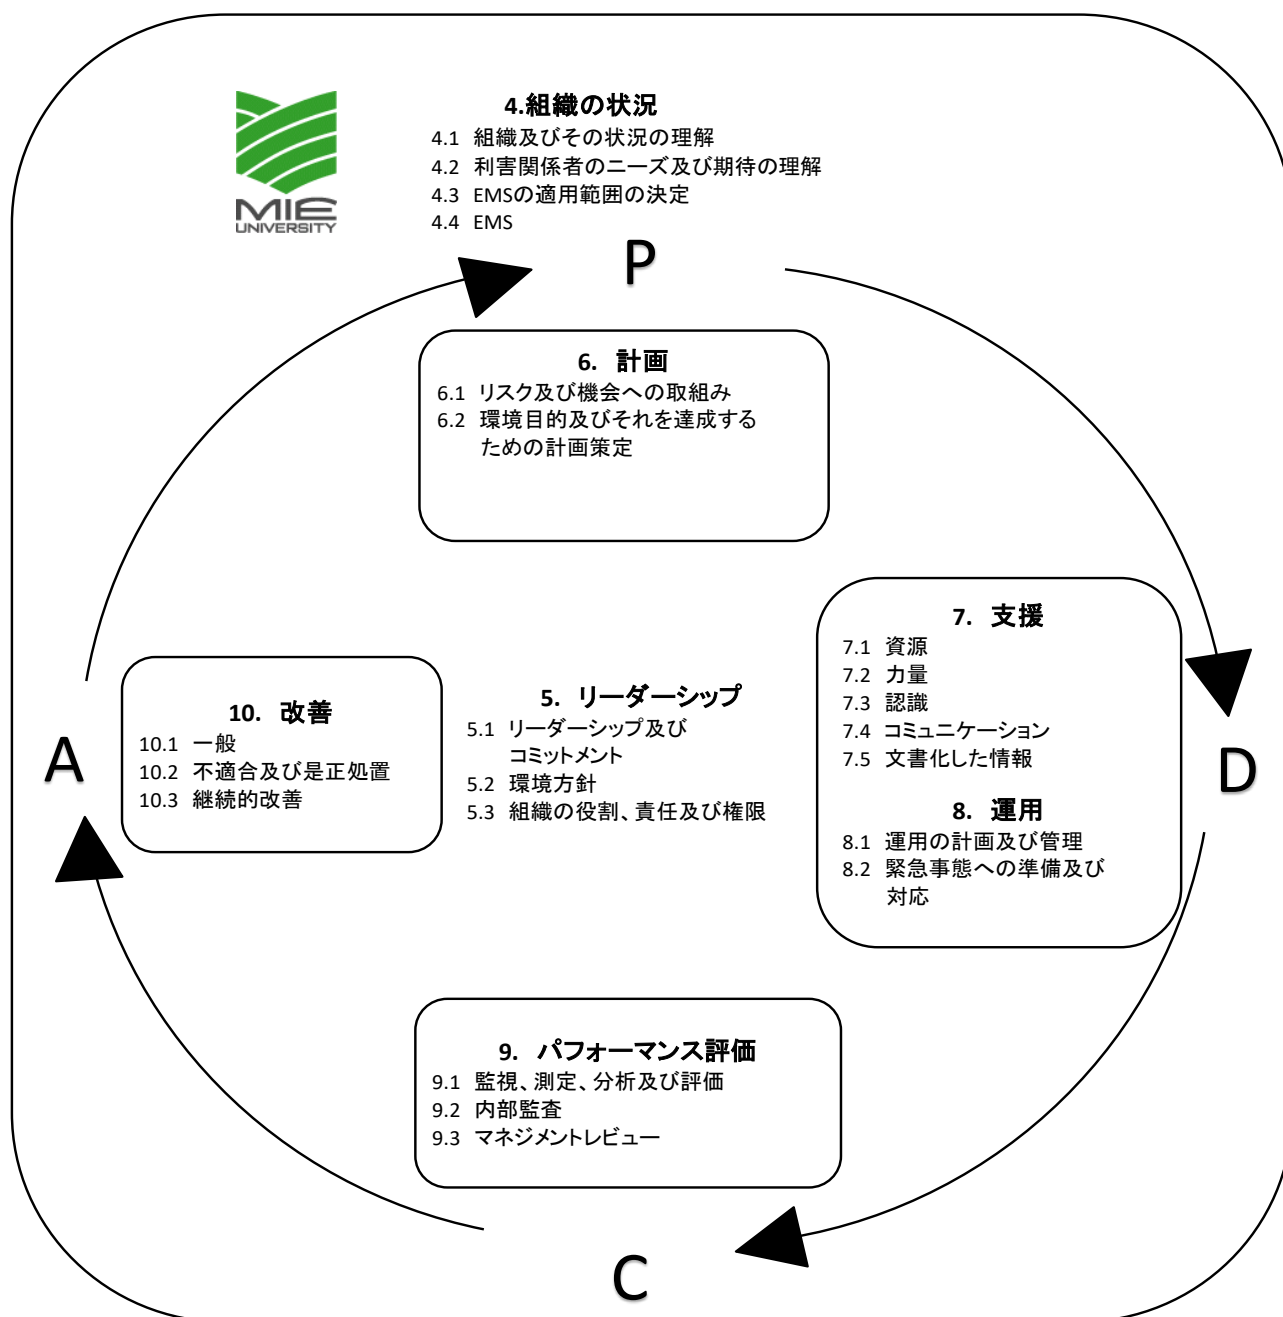 MIE
UNIVERSITY
4.組織の状況
4.1 組織及びその状況の理解
4.2 利害関係者のニーズ及び期待の理解
4.3 EMSの適用範囲の決定
4.4 EMS
P
6. 計画
6.1 リスク及び機会への取組み
6.2 環境目的及びそれを達成する
ための計画策定
7. 支援
7.1 資源
7.2 力量
7.3 認識
7.4 コミュニケーション
7.5 文書化した情報
8. 運用
8.1 運用の計画及び管理
8.2 緊急事態への準備及び
対応
D
5. リーダーシップ
5.1 リーダーシップ及び
コミットメント
5.2 環境方針
5.3 組織の役割、責任及び権限
10. 改善
10.1 一般
10.2 不適合及び是正処置
10.3 継続的改善
A
9. パフォーマンス評価
9.1 監視、測定、分析及び評価
9.2 内部監査
9.3 マネジメントレビュー
C